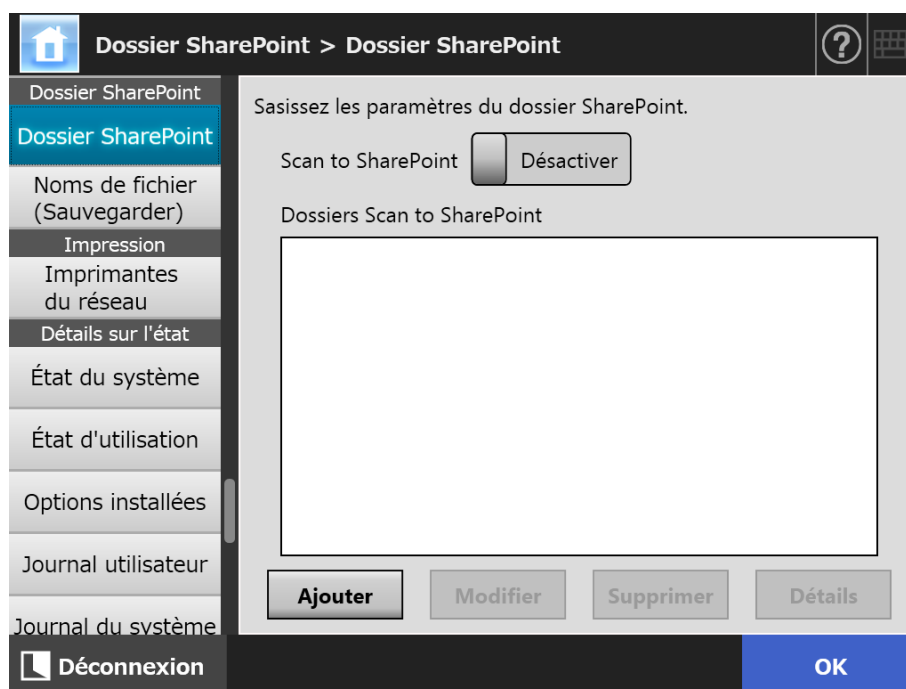 Dossier SharePoint > Dossier SharePoint
?
Dossier SharePoint
Dossier SharePoint
Noms de fichier
(Sauvegarder)
Impression
Imprimantes
du réseau
Détails sur l'état
État du système
État d'utilisation
Options installées
Journal utilisateur
Journal du système
Déconnexion
Sasissez les paramètres du dossier SharePoint.
Scan to SharePoint Désactiver
Dossiers Scan to SharePoint
Ajouter Modifier Supprimer Détails
OK